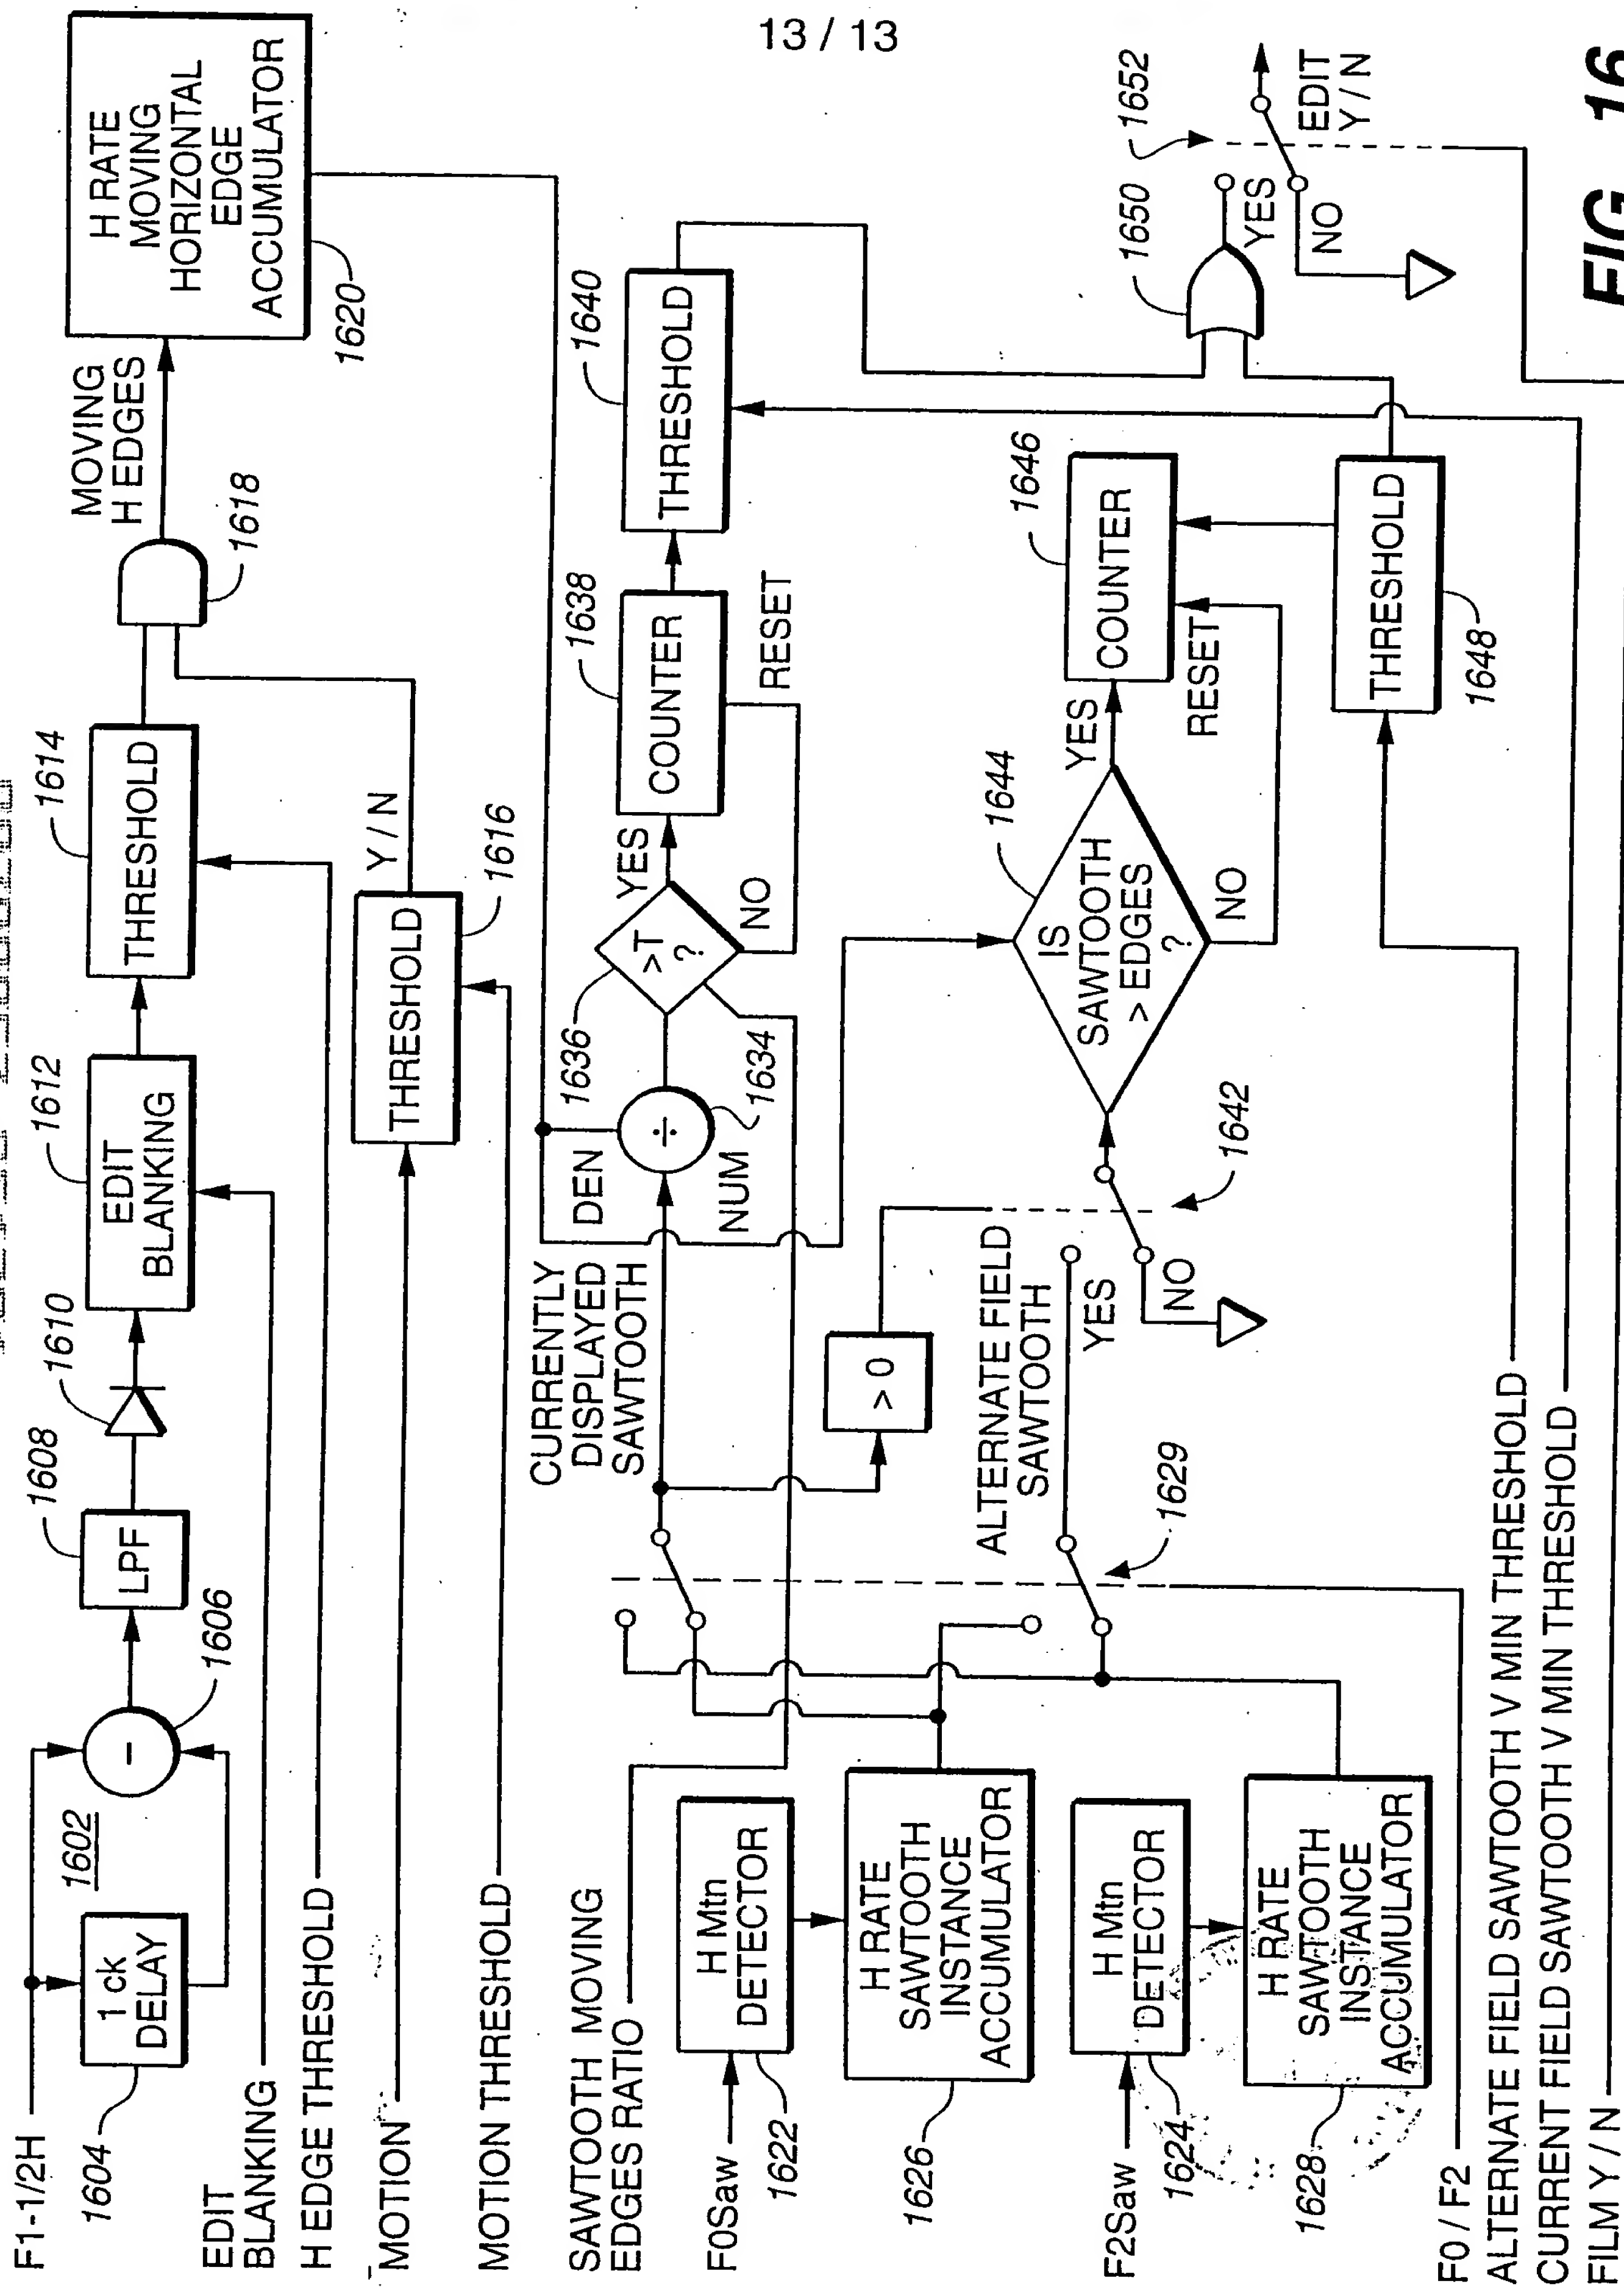 13 / 13
F1-1/2H
1 ck
DELAY
1604
1602
-
1606
LPF
1608
1610
EDIT
BLANKING
1612
THRESHOLD
1614
1618
MOVING
H EDGES
H RATE
MOVING
HORIZONTAL
EDGE
ACCUMULATOR
1620
EDIT
BLANKING
H EDGE THRESHOLD
MOTION
THRESHOLD
1616
Y / N
MOTION THRESHOLD
SAWTOOTH MOVING
EDGES RATIO
CURRENTLY
DISPLAYED
SAWTOOTH
DEN
NUM
÷
1634
>T
?
1636
YES
NO
COUNTER
1638
RESET
THRESHOLD
1640
F0Saw
H Mtn
DETECTOR
1622
H RATE
SAWTOOTH
INSTANCE
ACCUMULATOR
1626
> 0
ALTERNATE FIELD
SAWTOOTH
1629
YES
NO
1642
IS
SAWTOOTH
> EDGES
?
1644
YES
NO
COUNTER
1646
RESET
THRESHOLD
1648
1650
1652
YES
NO
EDIT
Y / N
F2Saw
H Mtn
DETECTOR
1624
H RATE
SAWTOOTH
INSTANCE
ACCUMULATOR
1628
F0 / F2
ALTERNATE FIELD SAWTOOTH V MIN THRESHOLD
CURRENT FIELD SAWTOOTH V MIN THRESHOLD
FILM Y / N
FIG. 16